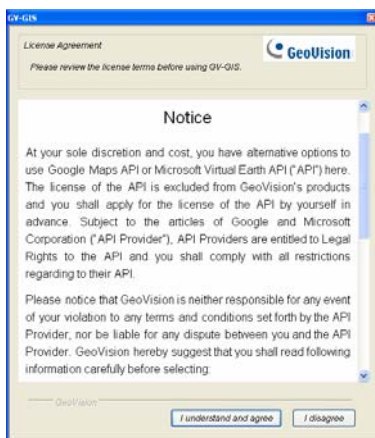 GV-GIS
License Agreement
GeoVision
Please review the license terms before using GV-GIS.
Notice
At your sole discretion and cost, you have alternative options to
use Google Maps API or Microsoft Virtual Earth API ("API") here.
The license of the API is excluded from GeoVision's products
and you shall apply for the license of the API by yourself in
advance. Subject to the articles of Google and Microsoft
Corporation ("API Provider"), API Providers are entitled to Legal
Rights to the API and you shall comply with all restrictions
regarding to their API.
Please notice that GeoVision is neither responsible for any event
of your violation to any terms and conditions set forth by the API
Provider, nor be liable for any dispute between you and the API
Provider. GeoVision hereby suggest that you shall read following
information carefully before selecting:
GeoVision
I understand and agree
I disagree